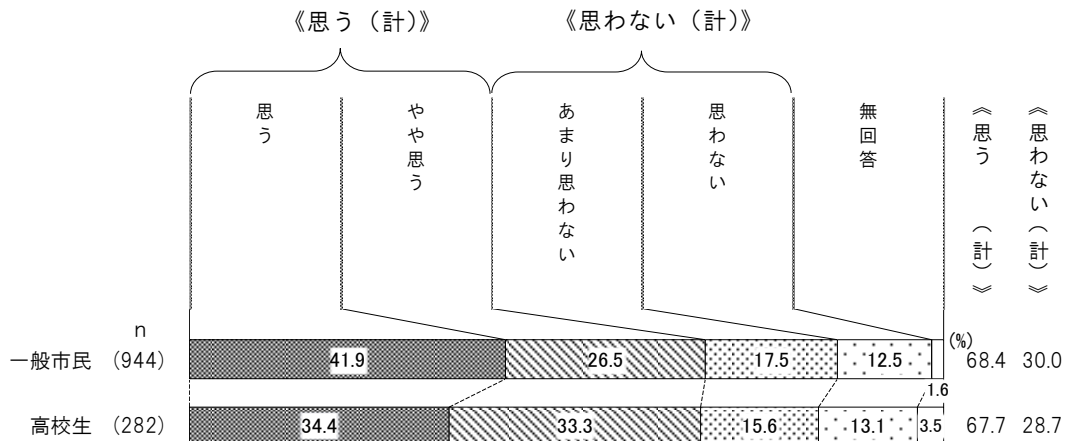 《思う（計）》 《思わない（計）》
思う
やや思う
あまり思わない
思わない
無回答
《思う（計）》
《思わない（計）》
n
(%)
一般市民 (944) 41.9 26.5 17.5 12.5 1.6 68.4 30.0
高校生 (282) 34.4 33.3 15.6 13.1 3.5 67.7 28.7